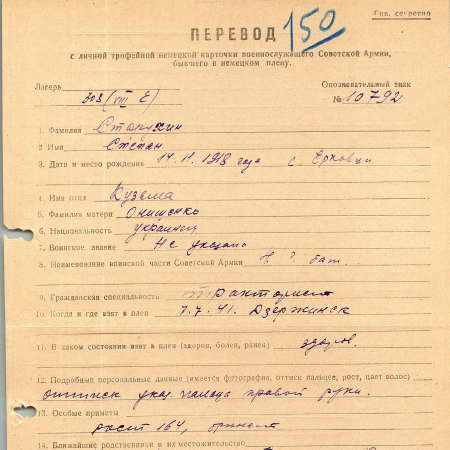 Сов. секретно
150
ПЕРЕВОД
с личной трофейной немецкой карточки военнослужащего Советской Армии,
бывшего в немецком плену.
Лагерь
Опознавательный знак
308 (VIII E)
№ 10792
1. Фамилия Стопухин
2 Имя Степан
3. Дата и место рождения 14.11.1918 года с. Ерковци
4. Имя отца Кузьма
5. Фамилия матери Онищенко
6. Национальность украинец
7. Воинское звание Не указано
8. Наименование воинской части Советской Армии Н. ? бат.
9. Гражданская специальность тракторист
10. Когда и где взят в плен 7.7.41. Дзержинск
11. В каком состоянии взят в плен (здоров, болен, ранен) здоров.
12. Подробные персональные данные (имеется фотография, оттиск пальцев, рост, цвет волос)
оттиск указ. пальца правой руки.
13. Особые приметы
рост 164, брюнет
14. Ближайшие родственники и их местожительство